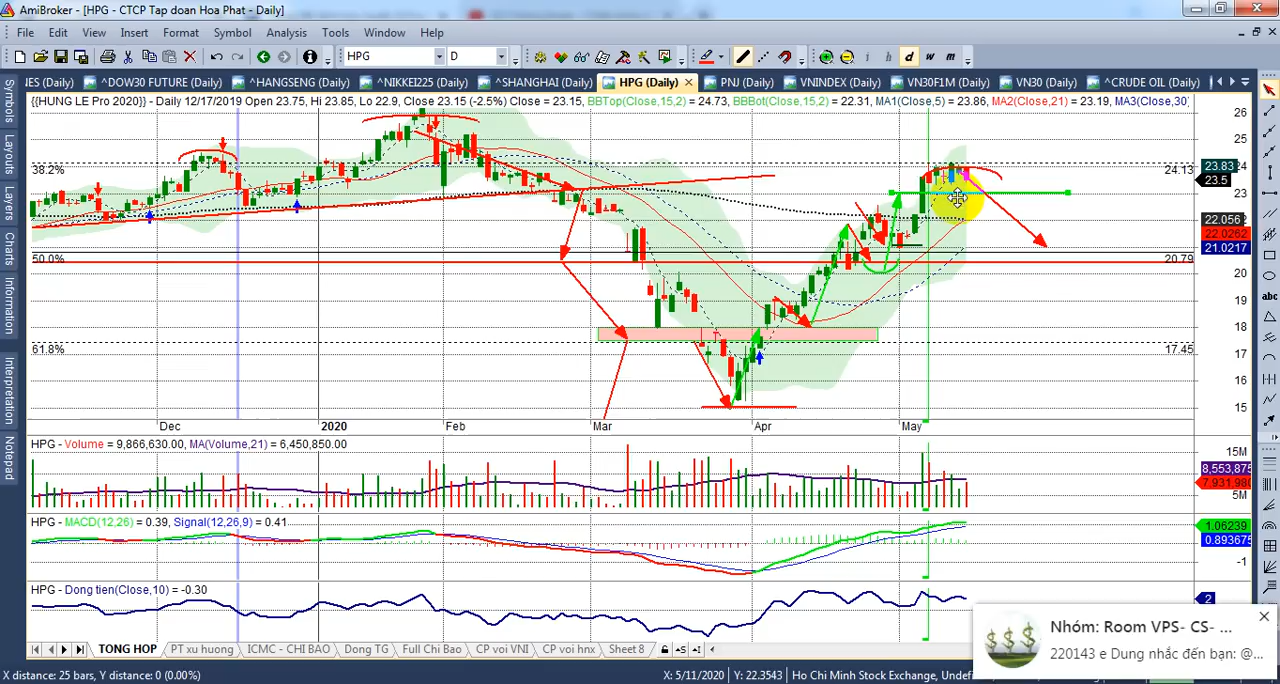 AmiBroker - [HPG - CTCP Tap doan Hoa Phat - Daily]
File Edit View Insert Format Symbol Analysis Tools Window Help
HPG D abc i h d w m
IES (Daily) ^DOW30 FUTURE (Daily) ^HANGSENG (Daily) ^NIKKEI225 (Daily) ^SHANGHAI (Daily) HPG (Daily) PNJ (Daily) VNINDEX (Daily) VN30F1M (Daily) VN30 (Daily) ^CRUDE OIL (Daily)
Symbols
Layouts
Layers
Charts
Information
Interpretation
Notepad
{{HUNG LE Pro 2020}} - Daily 12/17/2019 Open 23.75, Hi 23.85, Lo 22.9, Close 23.15 (-2.5%) Close = 23.15, BBTop(Close,15,2) = 24.73, BBBot(Close,15,2) = 22.31, MA1(Close,5) = 23.86, MA2(Close,21) = 23.19, MA3(Close,30)
26
25
38.2% 24.13 23.83 24
23.5
23
22.056
22.0262
21.0217
50.0% 20.79
20
19
18
61.8% 17.45
17
16
15
Dec 2020 Feb Mar Apr May
HPG - Volume = 9,866,630.00, MA(Volume,21) = 6,450,850.00
15M
8,553,875
7,931,980
5M
HPG - MACD(12,26) = 0.39, Signal(12,26,9) = 0.41
1.06239
0.893675
-1
HPG - Dong tien(Close,10) = -0.30
2
Nhóm: Room VPS- CS- ...
220143 e Dung nhắc đến bạn: @...
TONG HOP PT xu huong ICMC - CHI BAO Dong TG Full Chi Bao CP voi VNI CP voi hnx Sheet 8
X distance: 25 bars, Y distance: 0 (0.00%) X: 5/11/2020 Y: 22.3543 Ho Chi Minh Stock Exchange, Undef